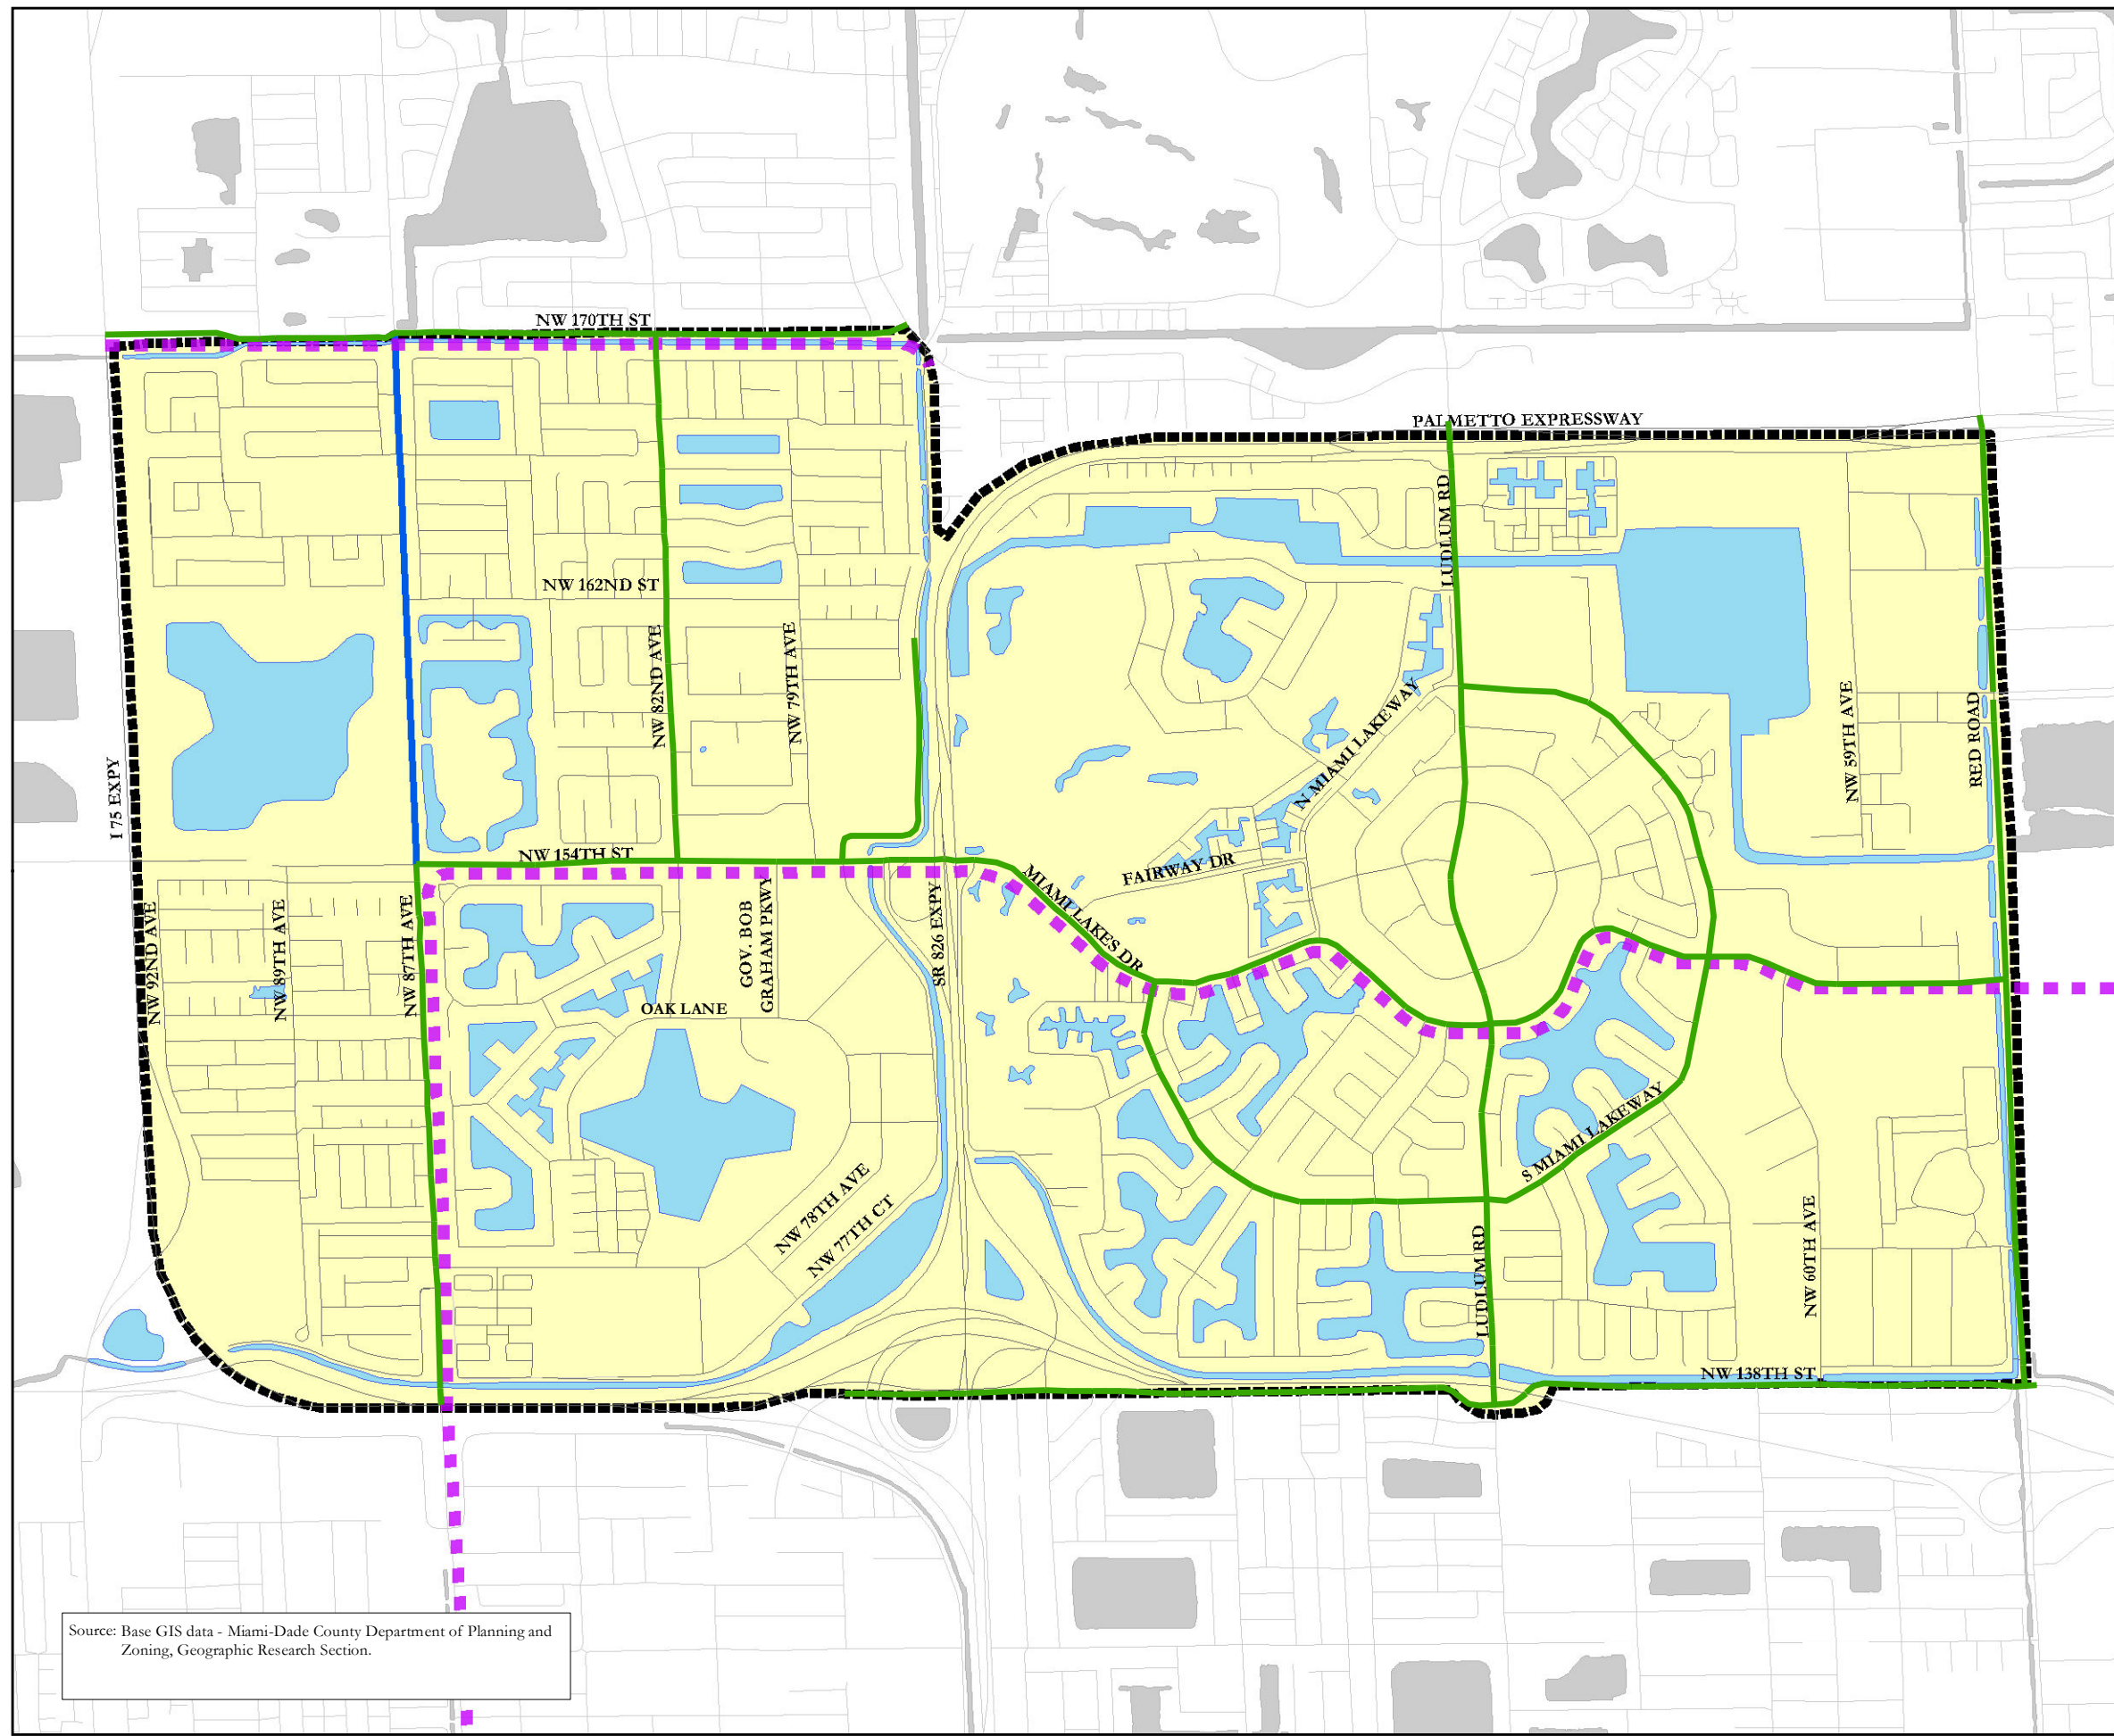 NW 170TH ST
PALMETTO EXPRESSWAY
LUDLUM RD
NW 162ND ST
NW 82ND AVE
NW 79TH AVE
N MIAMI LAKEWAY
NW 59TH AVE
RED ROAD
I 75 EXPY
NW 154TH ST
FAIRWAY DR
MIAMI LAKES DR
NW 92ND AVE
NW 89TH AVE
NW 87TH AVE
GOV. BOB
GRAHAM PKWY
SR 826 EXPY
OAK LANE
S MIAMI LAKEWAY
NW 78TH AVE
NW 77TH CT
LUDLUM RD
NW 60TH AVE
NW 138TH ST
Source: Base GIS data - Miami-Dade County Department of Planning and
Zoning, Geographic Research Section.